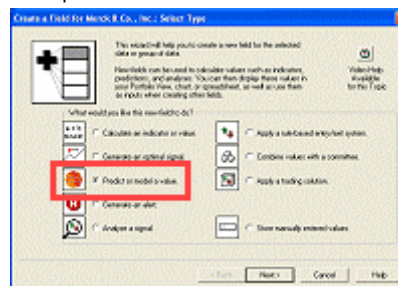 Create a Field for Merck & Co., Inc.: Select Type
This wizard will help you to create a new field for the selected
data or group of data.
New fields can be used to calculate values such as indicators,
predictions, and analyses. You can then display these values in
your Portfolio View, chart, or spreadsheet, as well as use them
as inputs when creating other fields.
Video Help
Available
for this Topic
What would you like this new field to do?
Calculate an indicator or value.
Apply a rule-based entry/exit system.
Generate an optimal signal.
Combine values with a committee.
Predict or model a value.
Apply a trading solution.
Generate an alert.
Analyze a signal.
Store manually entered values.
< Back
Next >
Cancel
Help